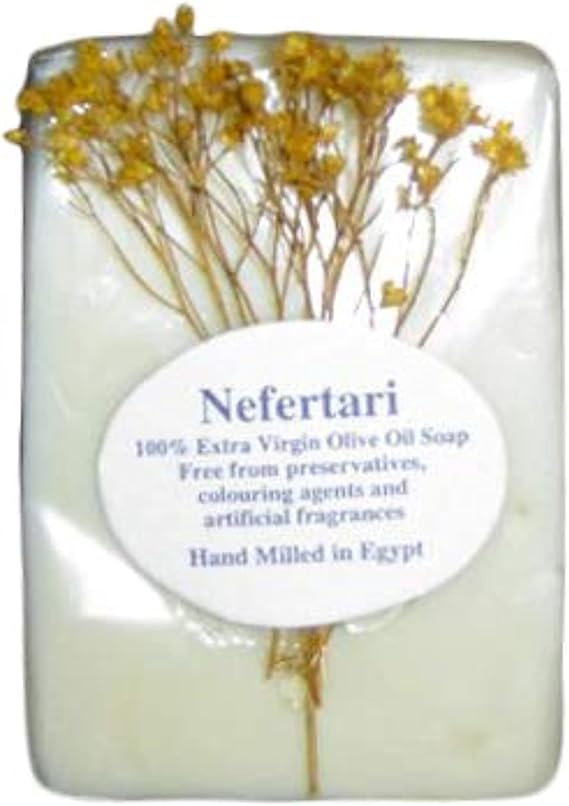 Nefertari
100% Extra Virgin Olive Oil Soap
Free from preservatives,
colouring agents and
artificial fragrances
Hand Milled in Egypt